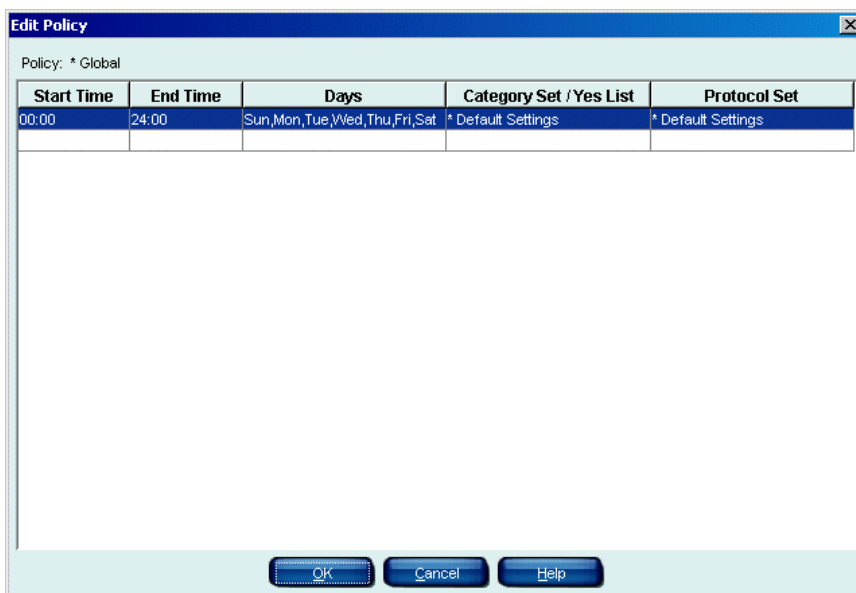 Edit Policy
Policy: * Global
Start Time End Time Days Category Set / Yes List Protocol Set
00:00 24:00 Sun,Mon,Tue,Wed,Thu,Fri,Sat * Default Settings * Default Settings
OK Cancel Help